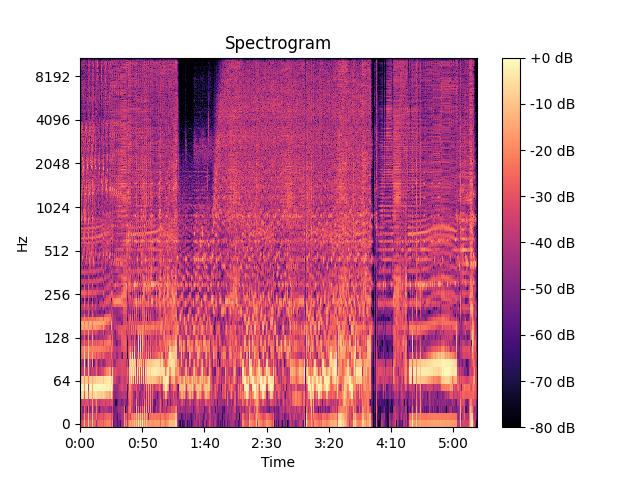 Spectrogram
Hz
8192
4096
2048
1024
512
256
128
64
0
0:00 0:50 1:40 2:30 3:20 4:10 5:00
Time
+0 dB
-10 dB
-20 dB
-30 dB
-40 dB
-50 dB
-60 dB
-70 dB
-80 dB